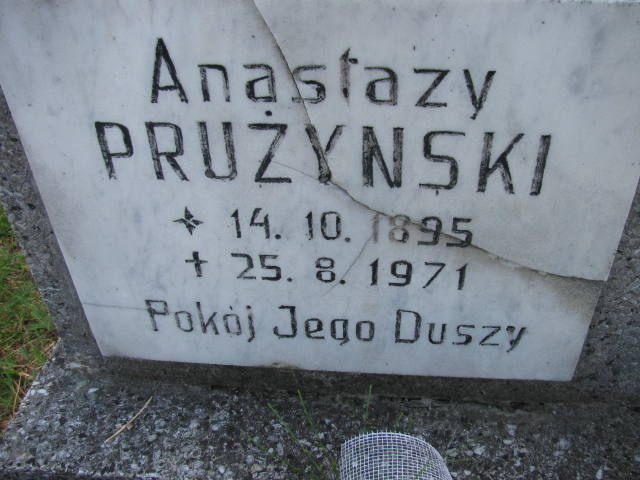 Anastazy
PRUŻYNSKI
✶ 14. 10. 1895
✝ 25. 8. 1971
Pokój Jego Duszy